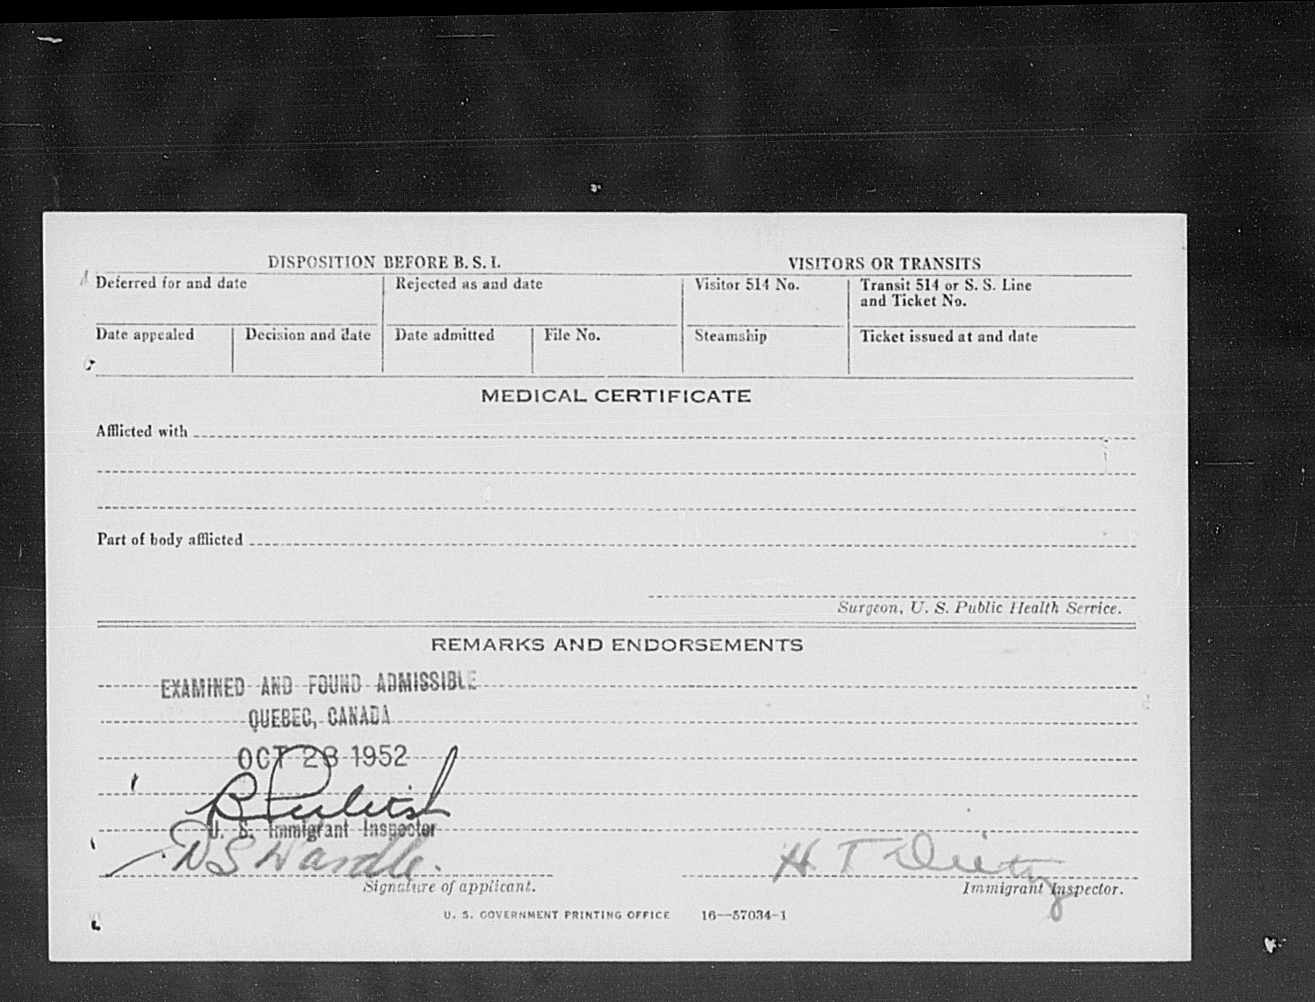 DISPOSITION BEFORE B. S. I. VISITORS OR TRANSITS
Deferred for and date Rejected as and date Visitor 514 No. Transit 514 or S. S. Line
and Ticket No.
Date appealed Decision and date Date admitted File No. Steamship Ticket issued at and date
MEDICAL CERTIFICATE
Afflicted with
Part of body afflicted
Surgeon, U. S. Public Health Service.
REMARKS AND ENDORSEMENTS
EXAMINED AND FOUND ADMISSIBLE
QUEBEC, CANADA
OCT 28 1952
U. S. Immigrant Inspector
H T Dietz
Signature of applicant. Immigrant Inspector.
U. S. GOVERNMENT PRINTING OFFICE 16—57034-1